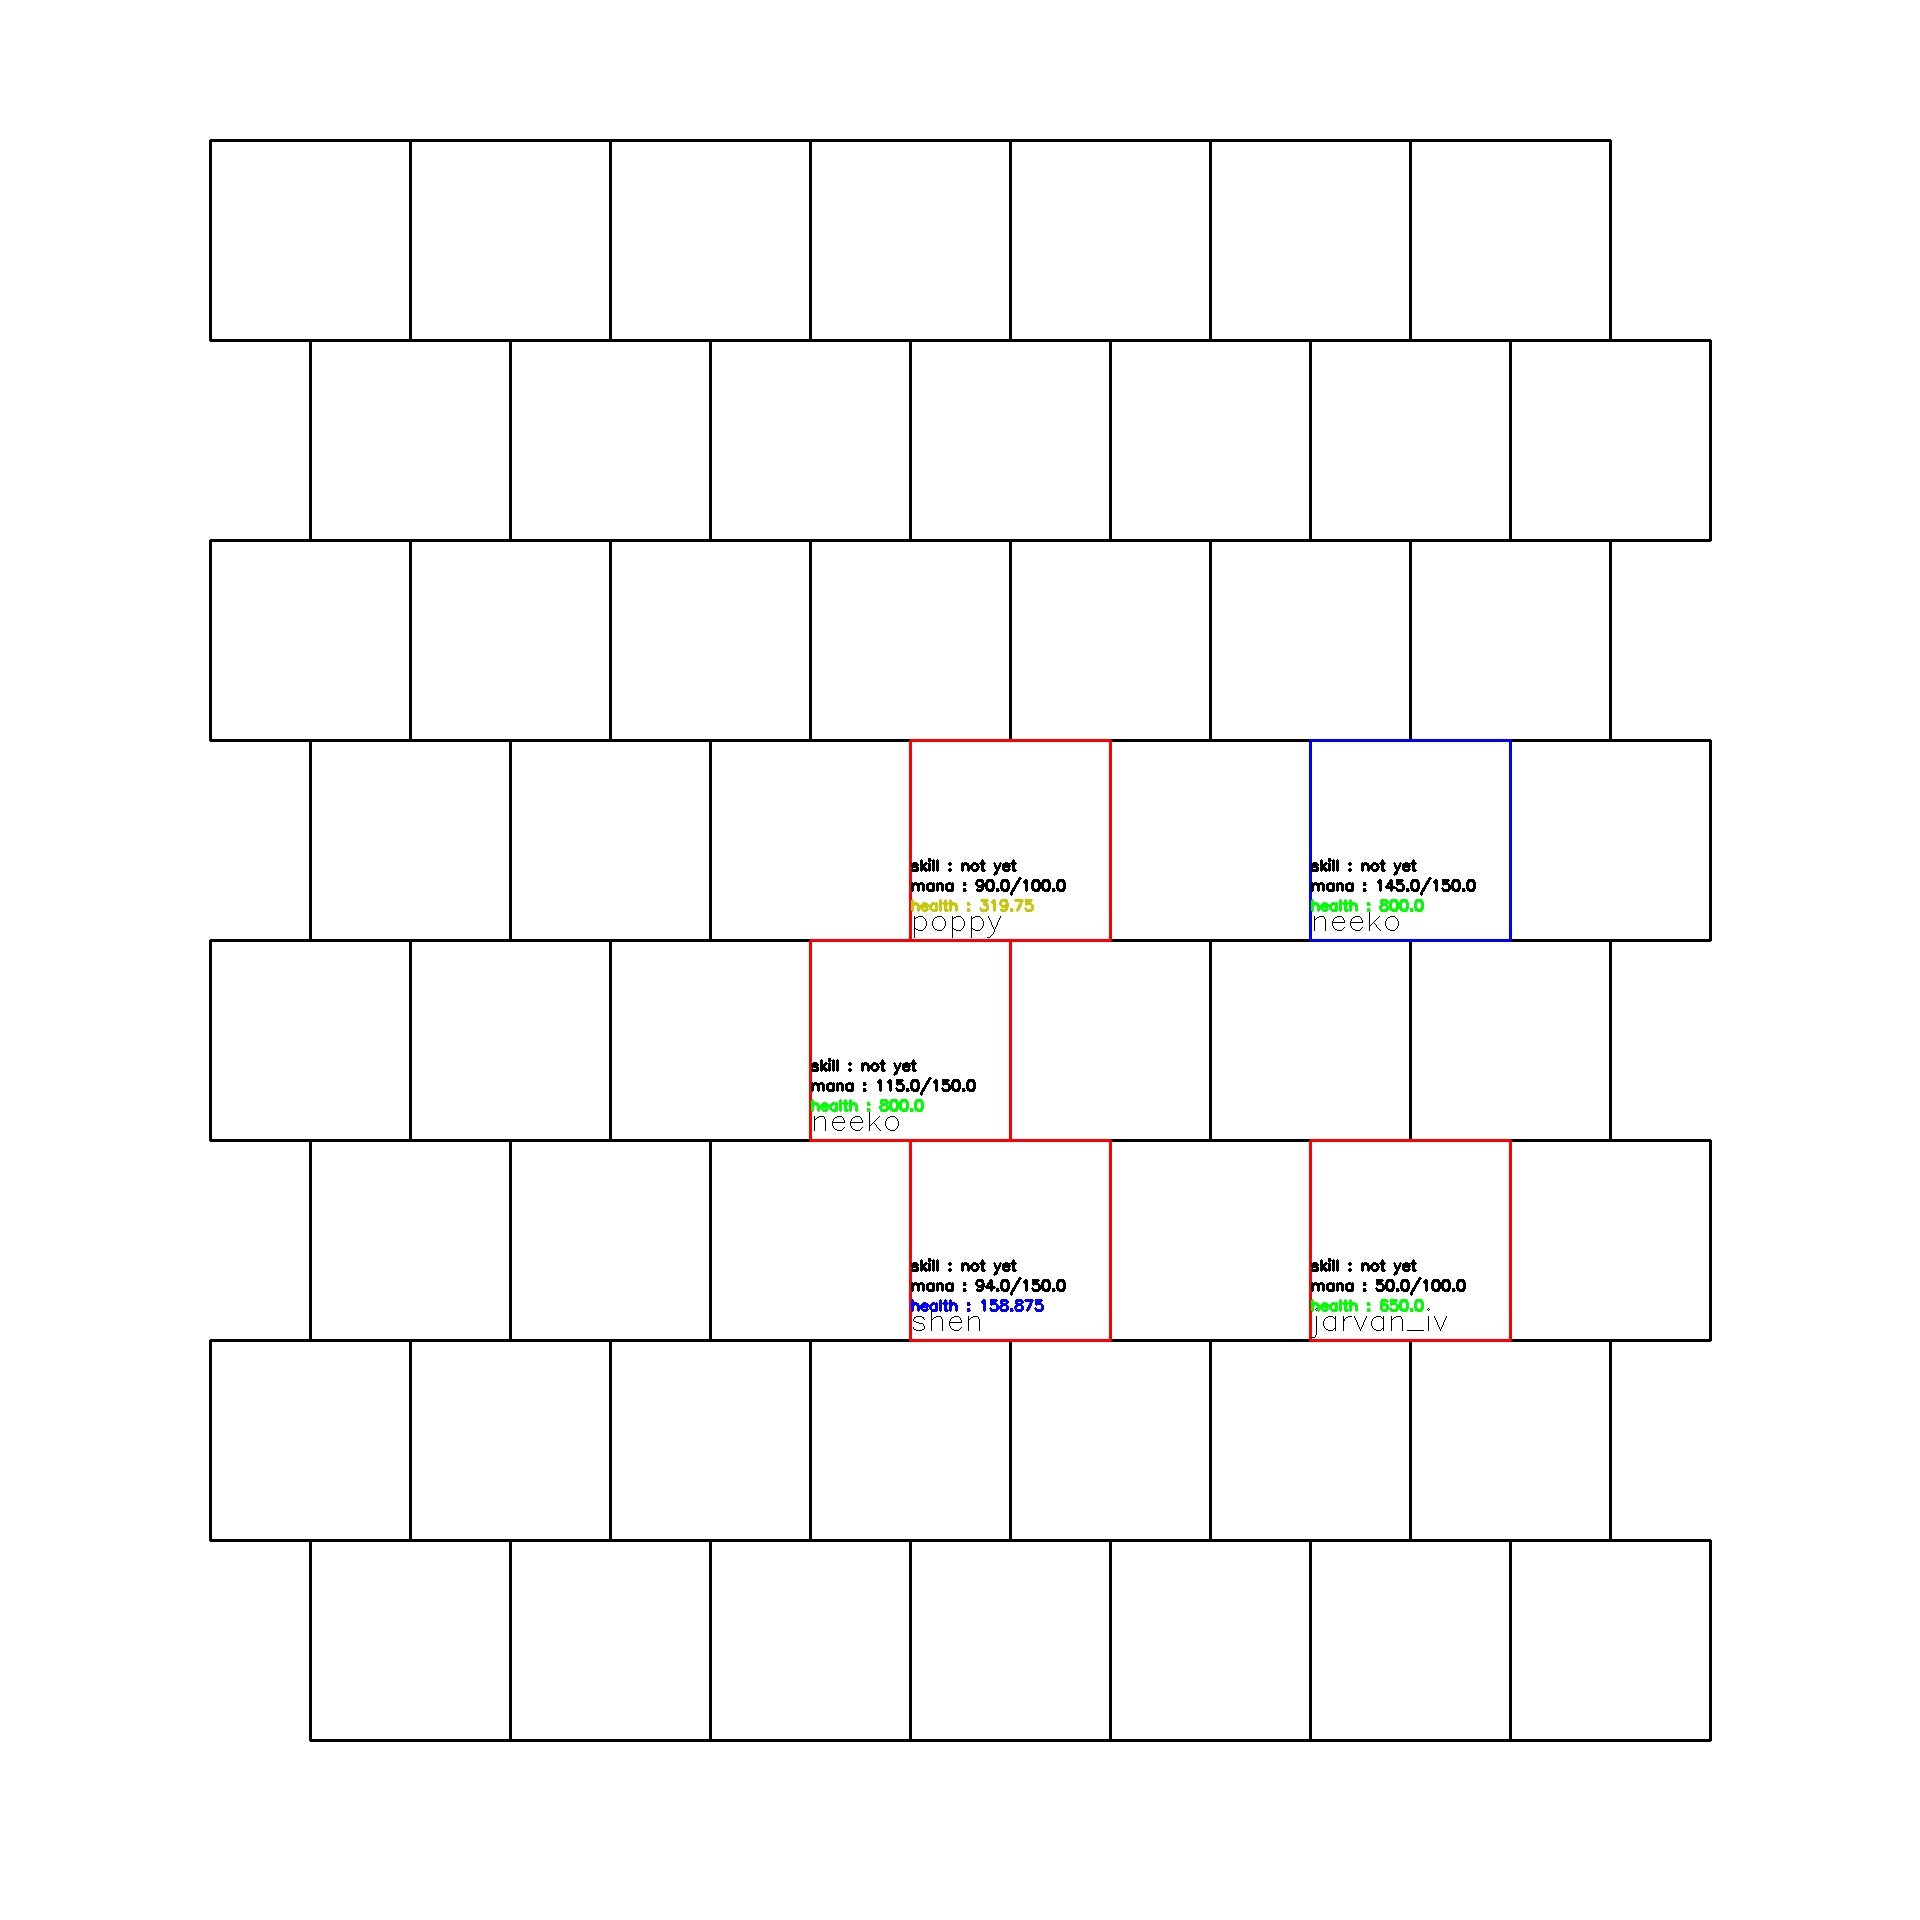 skill : not yet
mana : 90.0/100.0
health : 319.75
poppy
skill : not yet
mana : 145.0/150.0
health : 800.0
neeko
skill : not yet
mana : 115.0/150.0
health : 800.0
neeko
skill : not yet
mana : 94.0/150.0
health : 158.875
shen
skill : not yet
mana : 50.0/100.0
health : 650.0
jarvan_iv